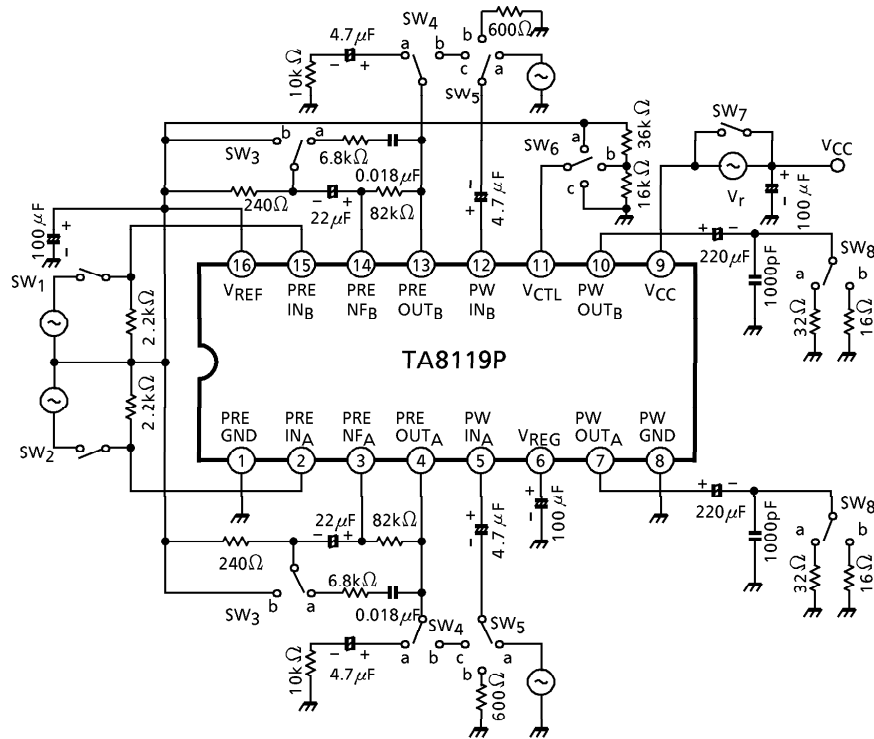 SW4
4.7μF
a
b
b
c
a
600Ω
10kΩ
SW5
SW3
b
a
6.8kΩ
0.018μF
240Ω
22μF
82kΩ
4.7μF
SW6
a
b
c
36kΩ
16kΩ
SW7
Vr
VCC
100μF
100μF
220μF
1000pF
SW8
a
b
32Ω
16Ω
SW1
2.2kΩ
2.2kΩ
SW2
16 15 14 13 12 11 10 9
VREF
PRE INB
PRE NFB
PRE OUTB
PW INB
VCTL
PW OUTB
VCC
TA8119P
PRE GND
PRE INA
PRE NFA
PRE OUTA
PW INA
VREG
PW OUTA
PW GND
1 2 3 4 5 6 7 8
22μF
82kΩ
240Ω
4.7μF
100μF
220μF
1000pF
SW8
a
b
32Ω
16Ω
SW3
b
a
6.8kΩ
0.018μF
SW4
a
b
SW5
c
a
b
10kΩ
4.7μF
600Ω